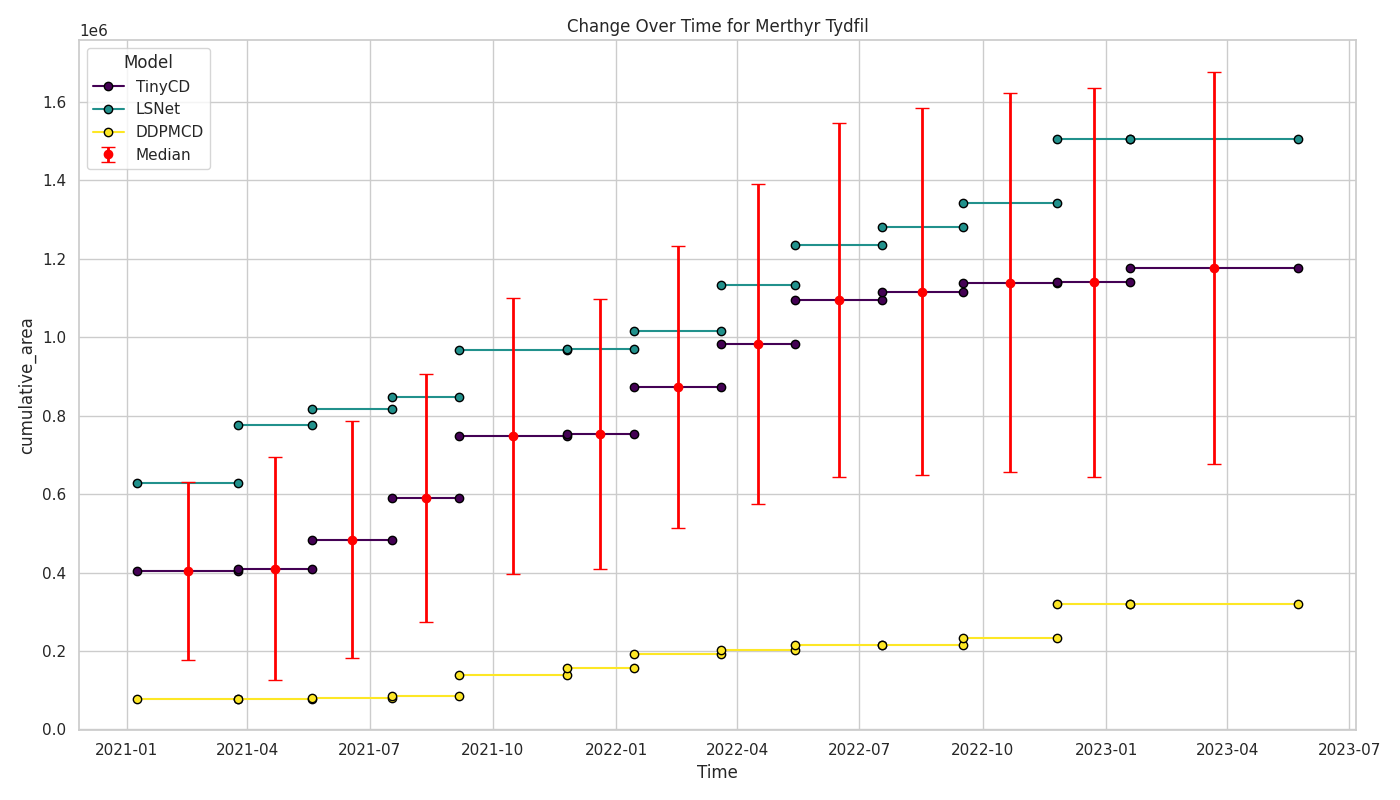 Change Over Time for Merthyr Tydfil
1e6
Model
TinyCD
LSNet
DDPMCD
Median
1.6
1.4
1.2
1.0
0.8
0.6
0.4
0.2
0.0
cumulative_area
2021-01 2021-04 2021-07 2021-10 2022-01 2022-04 2022-07 2022-10 2023-01 2023-04 2023-07
Time